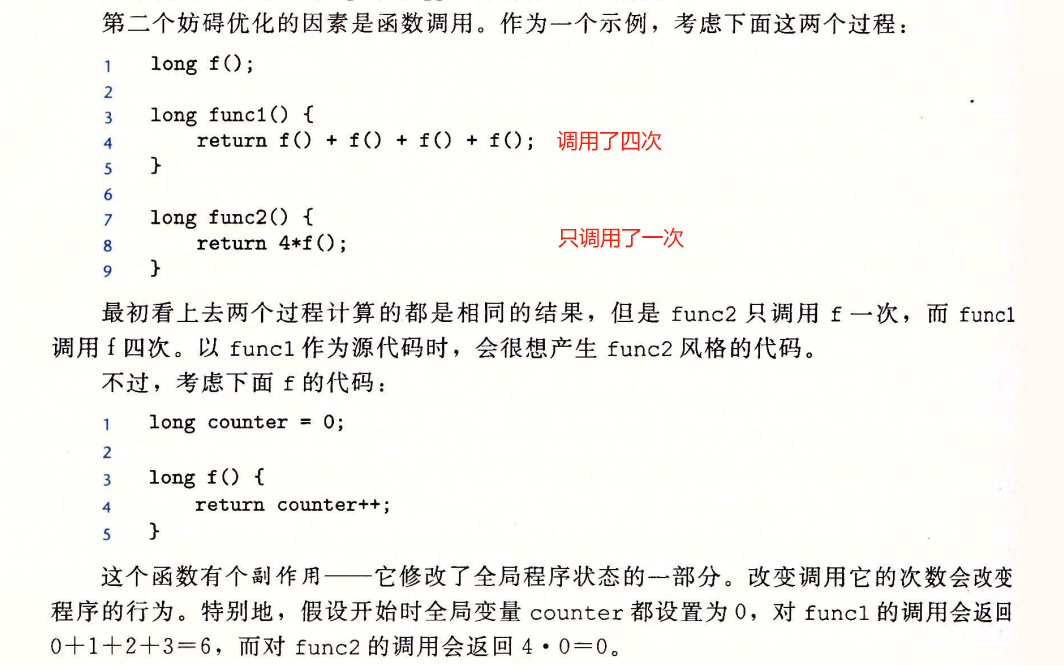 第二个妨碍优化的因素是函数调用。作为一个示例，考虑下面这两个过程：
1 long f();
2
3 long func1() {
4 return f() + f() + f() + f(); 调用了四次
5 }
6
7 long func2() {
8 return 4*f(); 只调用了一次
9 }
最初看上去两个过程计算的都是相同的结果，但是 func2 只调用 f 一次，而 func1
调用 f 四次。以 func1 作为源代码时，会很想产生 func2 风格的代码。
不过，考虑下面 f 的代码：
1 long counter = 0;
2
3 long f() {
4 return counter++;
5 }
这个函数有个副作用——它修改了全局程序状态的一部分。改变调用它的次数会改变
程序的行为。特别地，假设开始时全局变量 counter 都设置为 0，对 func1 的调用会返回
0+1+2+3=6，而对 func2 的调用会返回 4·0=0。